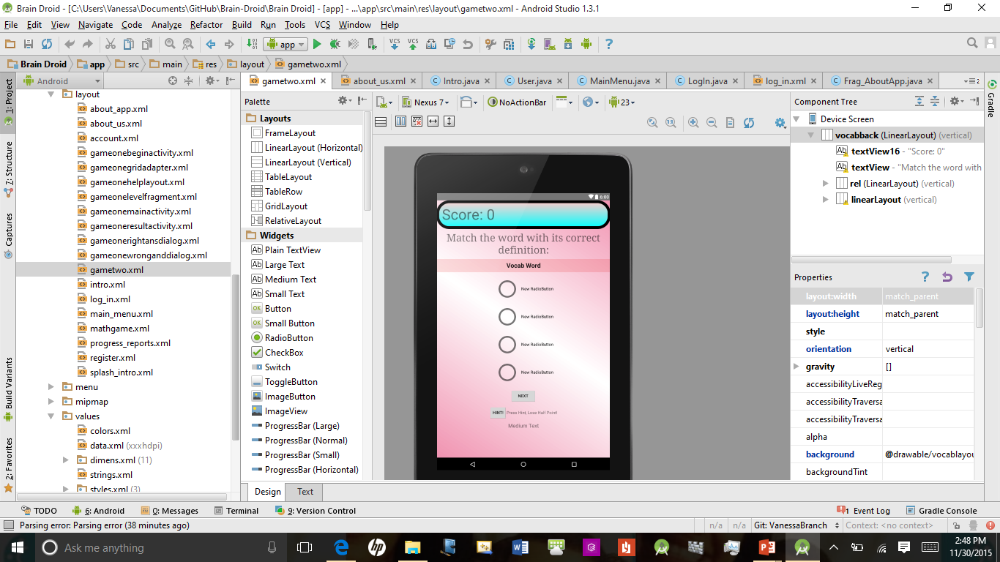 Brain Droid - [C:\Users\Vanessa\Documents\GitHub\Brain-Droid\Brain Droid] - [app] - ...\app\src\main\res\layout\gametwo.xml - Android Studio 1.3.1
File Edit View Navigate Code Analyze Refactor Build Run Tools VCS Window Help
app
Brain Droid app src main res layout gametwo.xml
Android
gametwo.xml about_us.xml Intro.java User.java MainMenu.java LogIn.java log_in.xml Frag_AboutApp.java
1: Project
7: Structure
Captures
Build Variants
2: Favorites
layout
about_app.xml
about_us.xml
account.xml
gameonebeginactivity.xml
gameonegridadapter.xml
gameonehelplayout.xml
gameonelevelfragment.xml
gameonemainactivity.xml
gameoneresultactivity.xml
gameonerightansdialog.xml
gameonewronganddialog.xml
gametwo.xml
intro.xml
log_in.xml
main_menu.xml
mathgame.xml
progress_reports.xml
register.xml
splash_intro.xml
menu
mipmap
values
colors.xml
data.xml (xxxhdpi)
dimens.xml (11)
strings.xml
styles.xml (3)
Palette
Layouts
FrameLayout
LinearLayout (Horizontal)
LinearLayout (Vertical)
TableLayout
TableRow
GridLayout
RelativeLayout
Widgets
Plain TextView
Large Text
Medium Text
Small Text
Button
Small Button
RadioButton
CheckBox
Switch
ToggleButton
ImageButton
ImageView
ProgressBar (Large)
ProgressBar (Normal)
ProgressBar (Small)
ProgressBar (Horizontal)
Nexus 7 NoActionBar 23
6:00
Score: 0
Match the word with its correct
definition:
Vocab Word
New RadioButton
New RadioButton
New RadioButton
New RadioButton
NEXT
HINT! Press Hint, Lose Half Point!
Medium Text
Design Text
Component Tree
Device Screen
vocabback (LinearLayout) (vertical)
textView16 - "Score: 0"
textView - "Match the word with
rel (LinearLayout) (vertical)
linearLayout (vertical)
Properties
layout:width match_parent
layout:height match_parent
style
orientation vertical
gravity []
accessibilityLiveReg
accessibilityTraversa
accessibilityTraversa
alpha
background @drawable/vocablayou
backgroundTint
Gradle
TODO 6: Android 0: Messages Terminal 9: Version Control 1 Event Log Gradle Console
Parsing error: Parsing error (38 minutes ago) n/a n/a Git: VanessaBranch Context: <no context>
Ask me anything
2:48 PM
11/30/2015